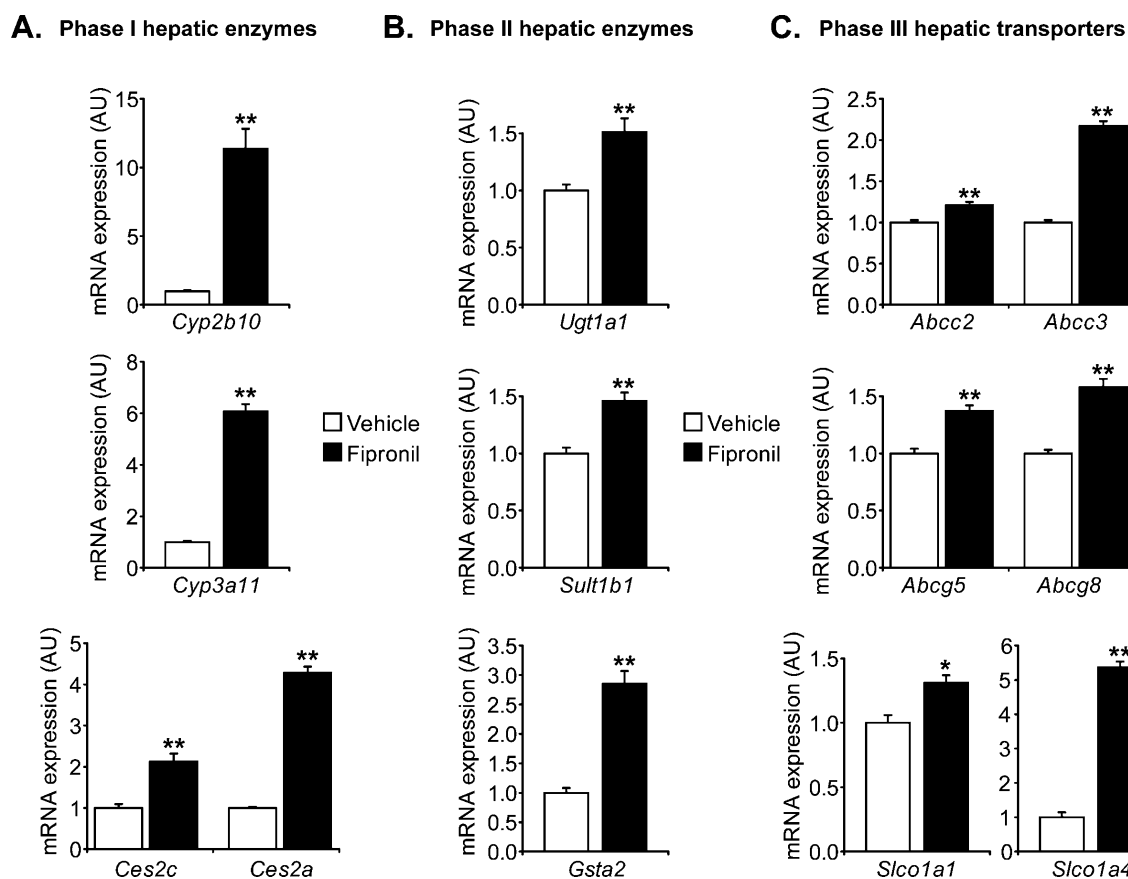 A. Phase I hepatic enzymes
B. Phase II hepatic enzymes
C. Phase III hepatic transporters
mRNA expression (AU)
15
10
5
0
**
Cyp2b10
mRNA expression (AU)
8
6
4
2
0
**
Cyp3a11
Vehicle
Fipronil
mRNA expression (AU)
5
4
3
2
1
0
**
**
Ces2c
Ces2a
mRNA expression (AU)
1.5
1.0
0.5
0.0
**
Ugt1a1
mRNA expression (AU)
1.5
1.0
0.5
0.0
**
Sult1b1
Vehicle
Fipronil
mRNA expression (AU)
3.5
3.0
2.5
2.0
1.5
1.0
0.5
0.0
**
Gsta2
mRNA expression (AU)
2.5
2.0
1.5
1.0
0.5
0.0
**
**
Abcc2
Abcc3
mRNA expression (AU)
1.5
1.0
0.5
0.0
**
**
Abcg5
Abcg8
mRNA expression (AU)
1.5
1.0
0.5
0.0
*
Slco1a1
6
5
4
3
2
1
0
**
Slco1a4